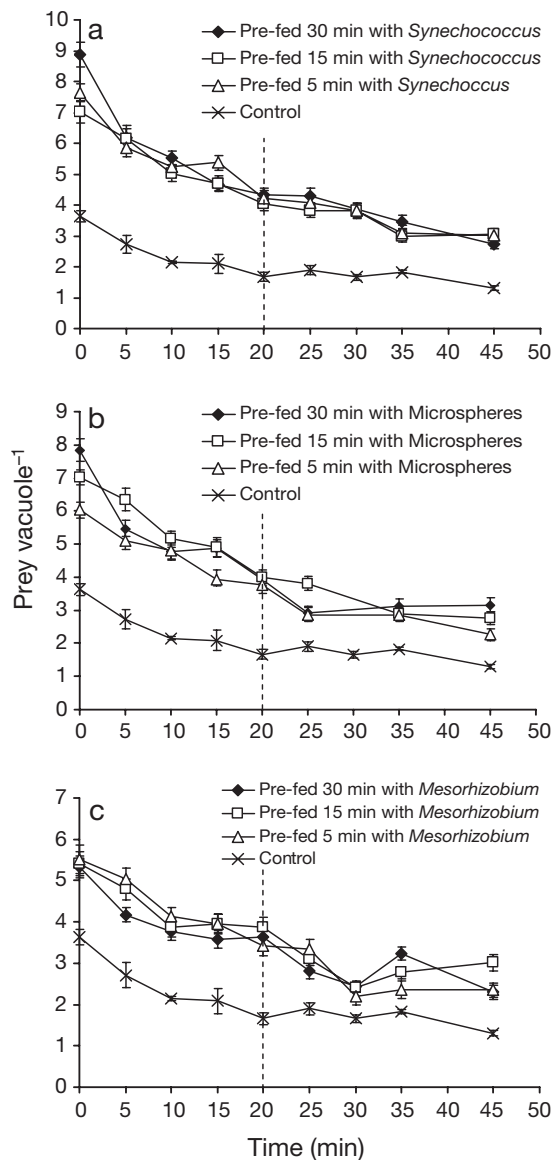 a
Pre-fed 30 min with Synechococcus
Pre-fed 15 min with Synechococcus
Pre-fed 5 min with Synechoccus
Control
10
9
8
7
6
5
4
3
2
1
0
0 5 10 15 20 25 30 35 40 45 50
b
Pre-fed 30 min with Microspheres
Pre-fed 15 min with Microspheres
Pre-fed 5 min with Microspheres
Control
9
8
7
6
5
4
3
2
1
0
Prey vacuole⁻¹
0 5 10 15 20 25 30 35 40 45 50
c
Pre-fed 30 min with Mesorhizobium
Pre-fed 15 min with Mesorhizobium
Pre-fed 5 min with Mesorhizobium
Control
7
6
5
4
3
2
1
0
0 5 10 15 20 25 30 35 40 45 50
Time (min)